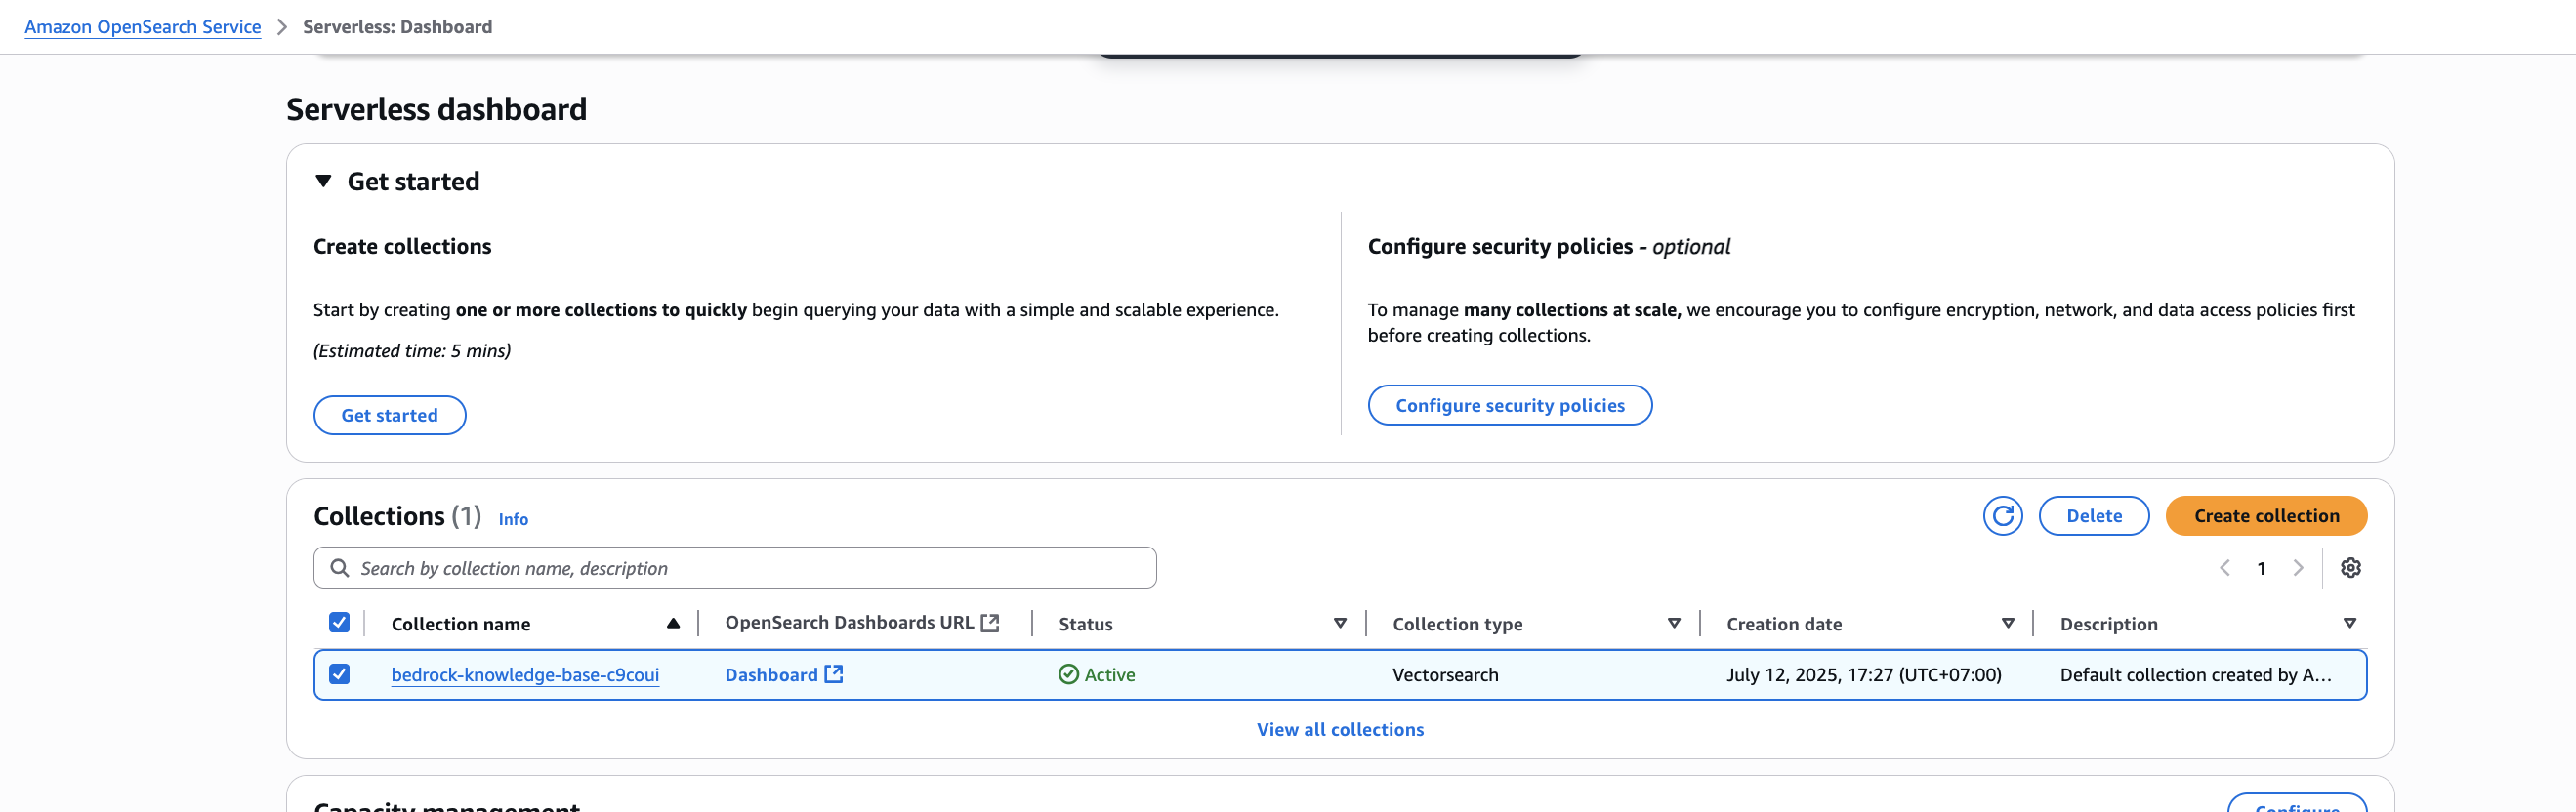 Amazon OpenSearch Service > Serverless: Dashboard
Serverless dashboard
Get started
Create collections
Start by creating one or more collections to quickly begin querying your data with a simple and scalable experience.
(Estimated time: 5 mins)
Get started
Configure security policies - optional
To manage many collections at scale, we encourage you to configure encryption, network, and data access policies first
before creating collections.
Configure security policies
Collections (1) Info
Delete
Create collection
Search by collection name, description
1
Collection name OpenSearch Dashboards URL Status Collection type Creation date Description
bedrock-knowledge-base-c9coui Dashboard Active Vectorsearch July 12, 2025, 17:27 (UTC+07:00) Default collection created by A...
View all collections
Capacity management
Configure